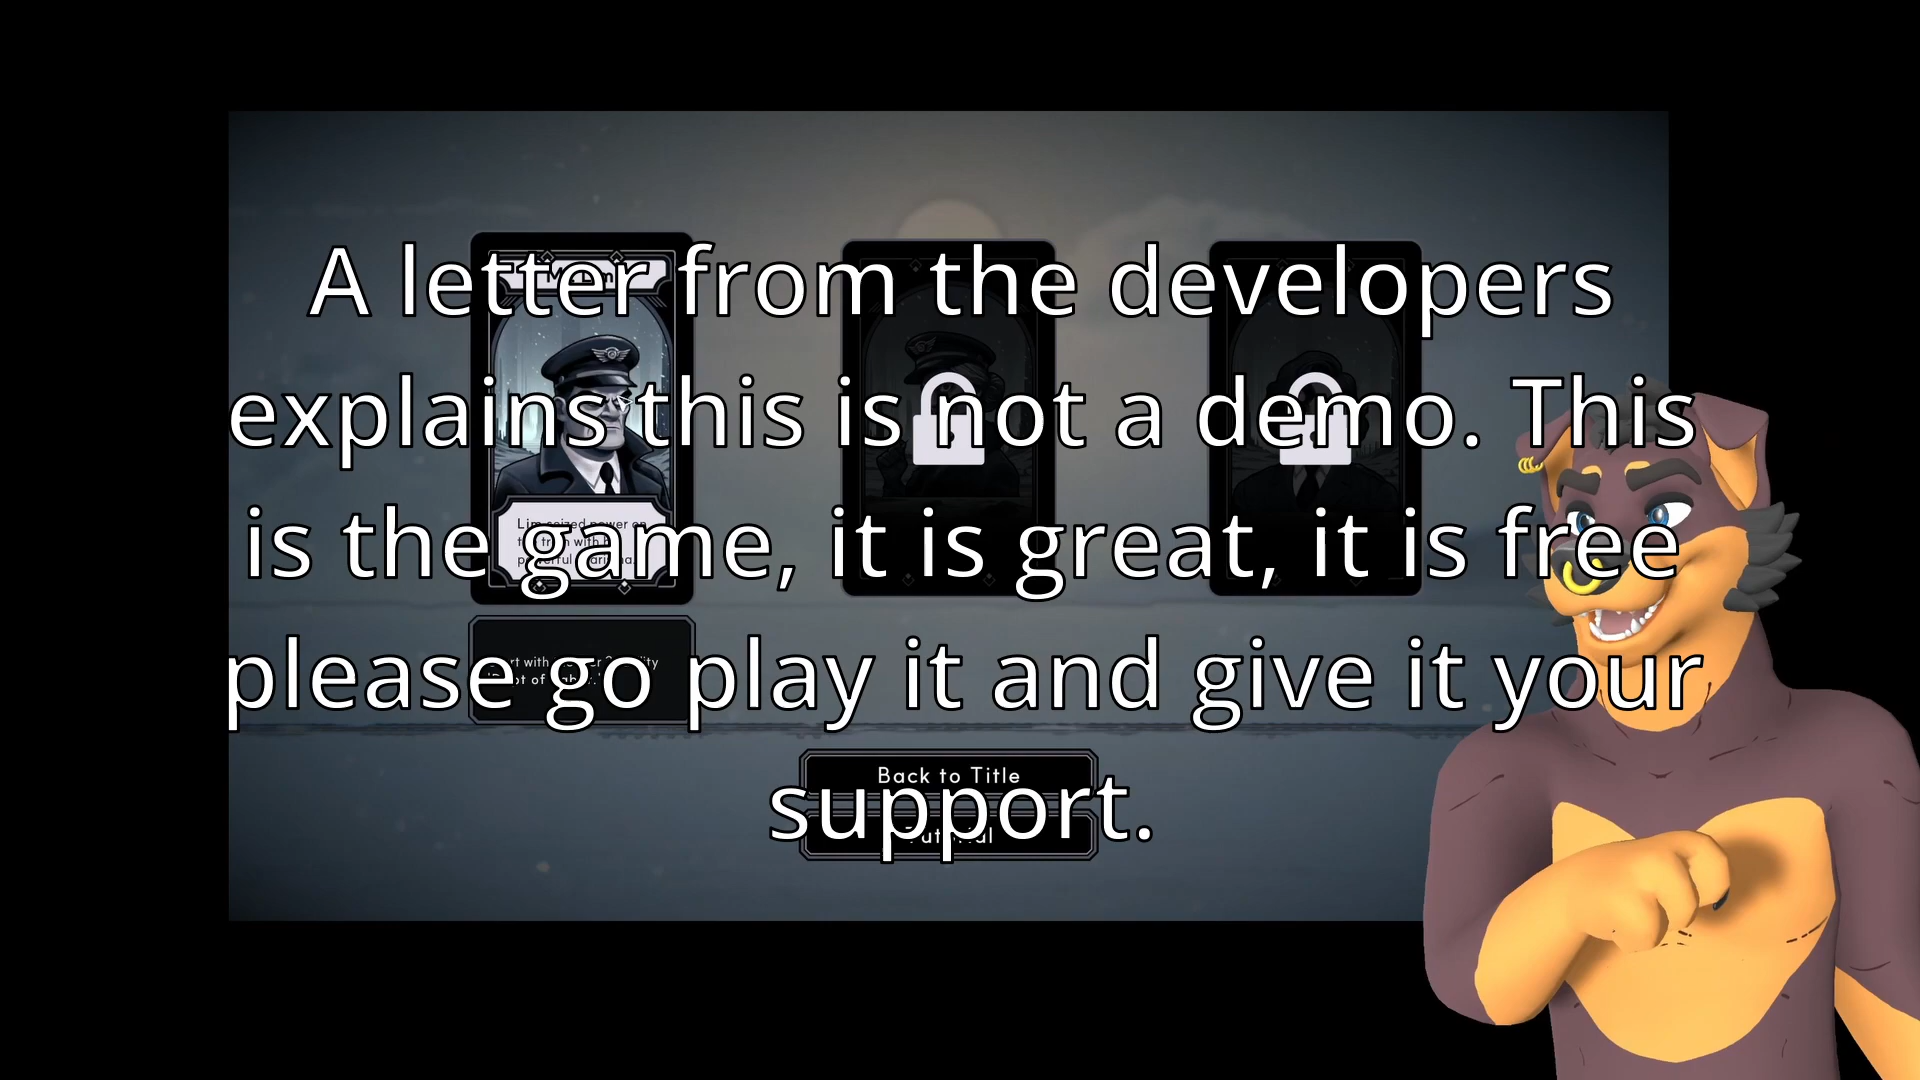 A letter from the developers
explains this is not a demo. This
is the game, it is great, it is free
please go play it and give it your
support.
Back to Title